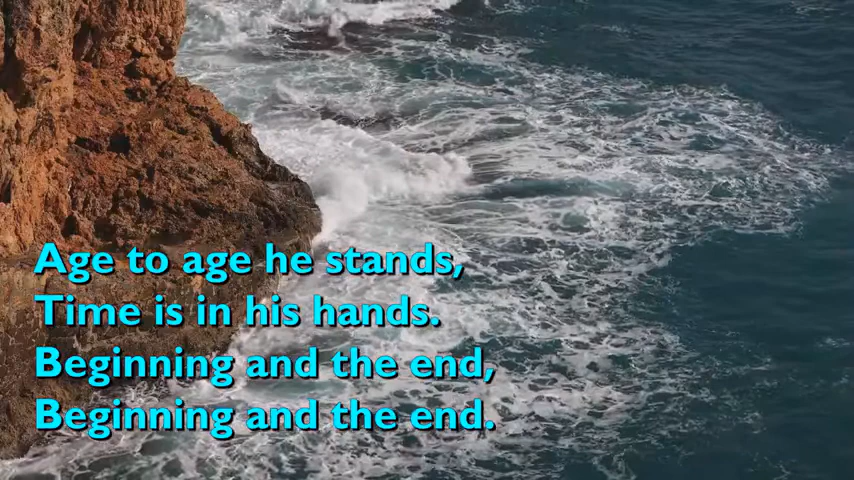 Age to age he stands,
Time is in his hands.
Beginning and the end,
Beginning and the end.